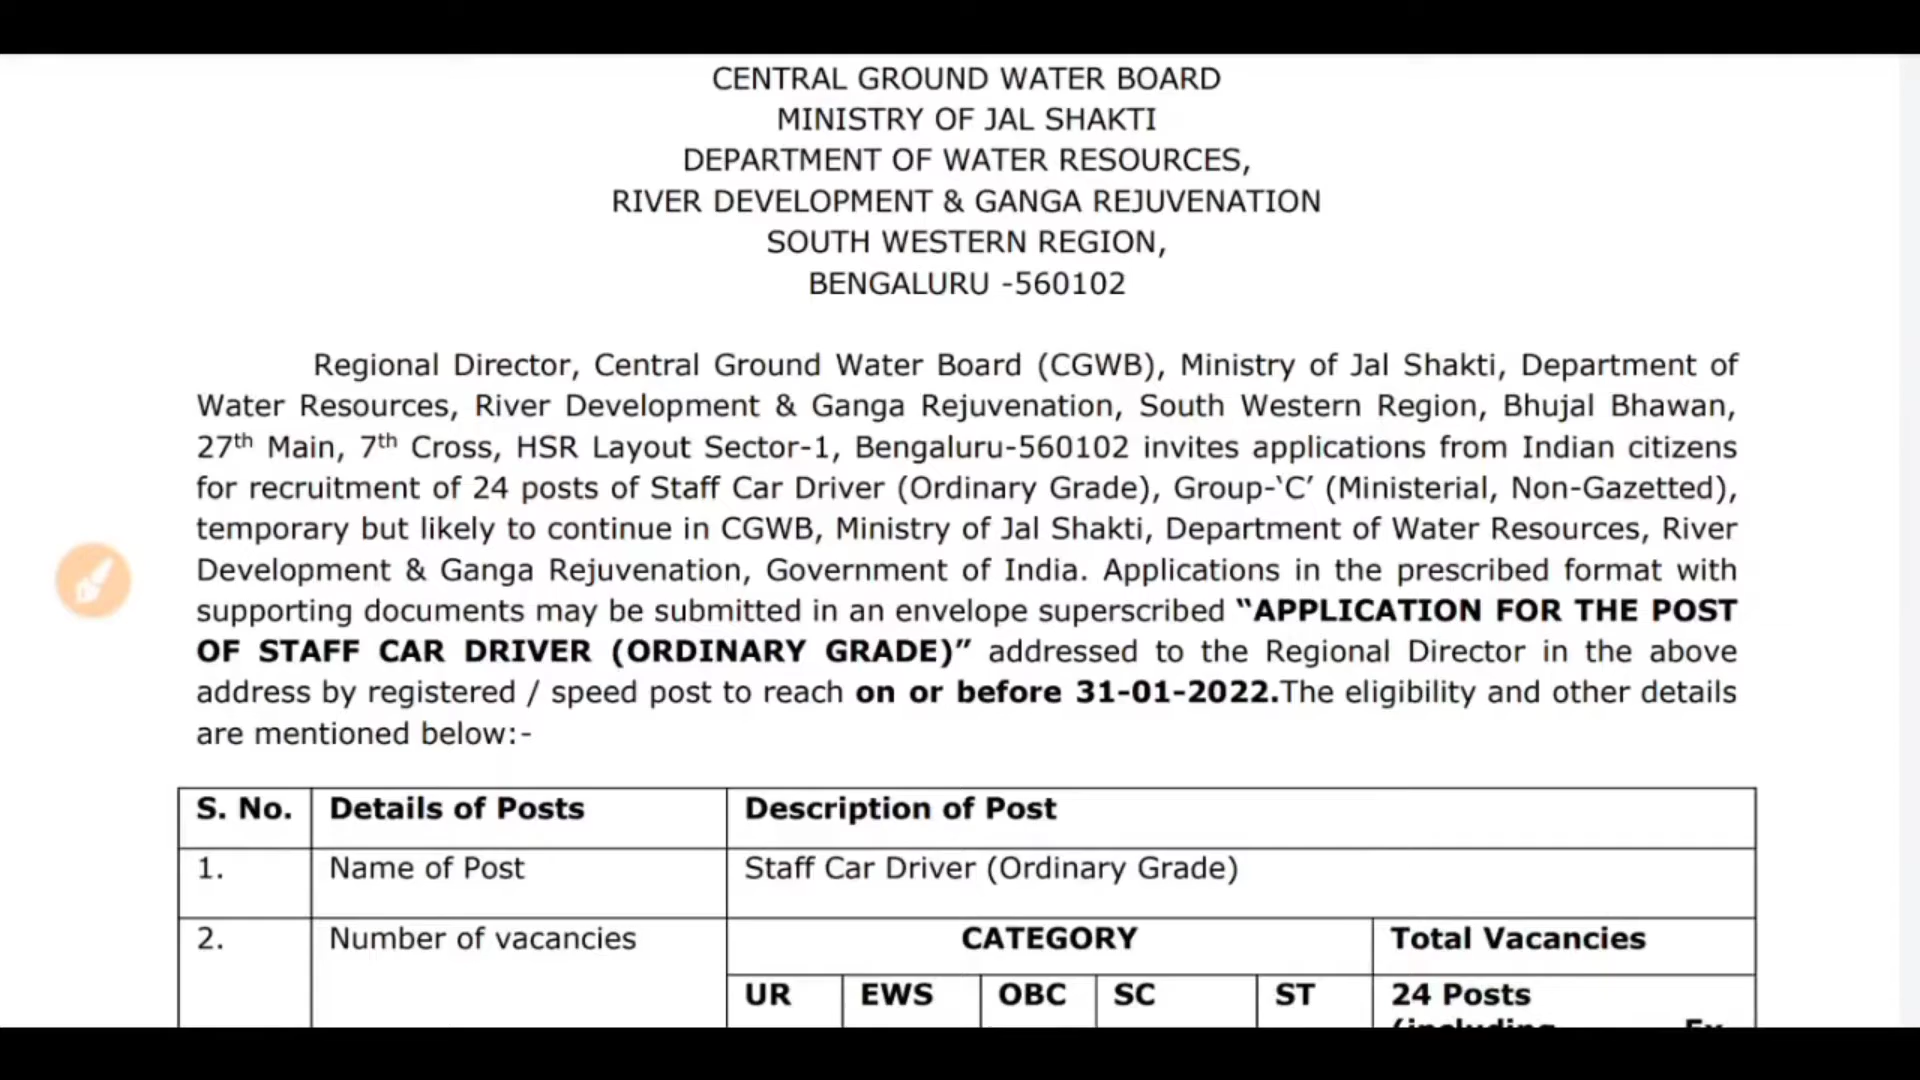 CENTRAL GROUND WATER BOARD
MINISTRY OF JAL SHAKTI
DEPARTMENT OF WATER RESOURCES,
RIVER DEVELOPMENT & GANGA REJUVENATION
SOUTH WESTERN REGION,
BENGALURU -560102
Regional Director, Central Ground Water Board (CGWB), Ministry of Jal Shakti, Department of
Water Resources, River Development & Ganga Rejuvenation, South Western Region, Bhujal Bhawan,
27th Main, 7th Cross, HSR Layout Sector-1, Bengaluru-560102 invites applications from Indian citizens
for recruitment of 24 posts of Staff Car Driver (Ordinary Grade), Group-‘C’ (Ministerial, Non-Gazetted),
temporary but likely to continue in CGWB, Ministry of Jal Shakti, Department of Water Resources, River
Development & Ganga Rejuvenation, Government of India. Applications in the prescribed format with
supporting documents may be submitted in an envelope superscribed “APPLICATION FOR THE POST
OF STAFF CAR DRIVER (ORDINARY GRADE)” addressed to the Regional Director in the above
address by registered / speed post to reach on or before 31-01-2022.The eligibility and other details
are mentioned below:-
S. No. Details of Posts Description of Post
1. Name of Post Staff Car Driver (Ordinary Grade)
2. Number of vacancies CATEGORY Total Vacancies
UR EWS OBC SC ST 24 Posts
(including Ex